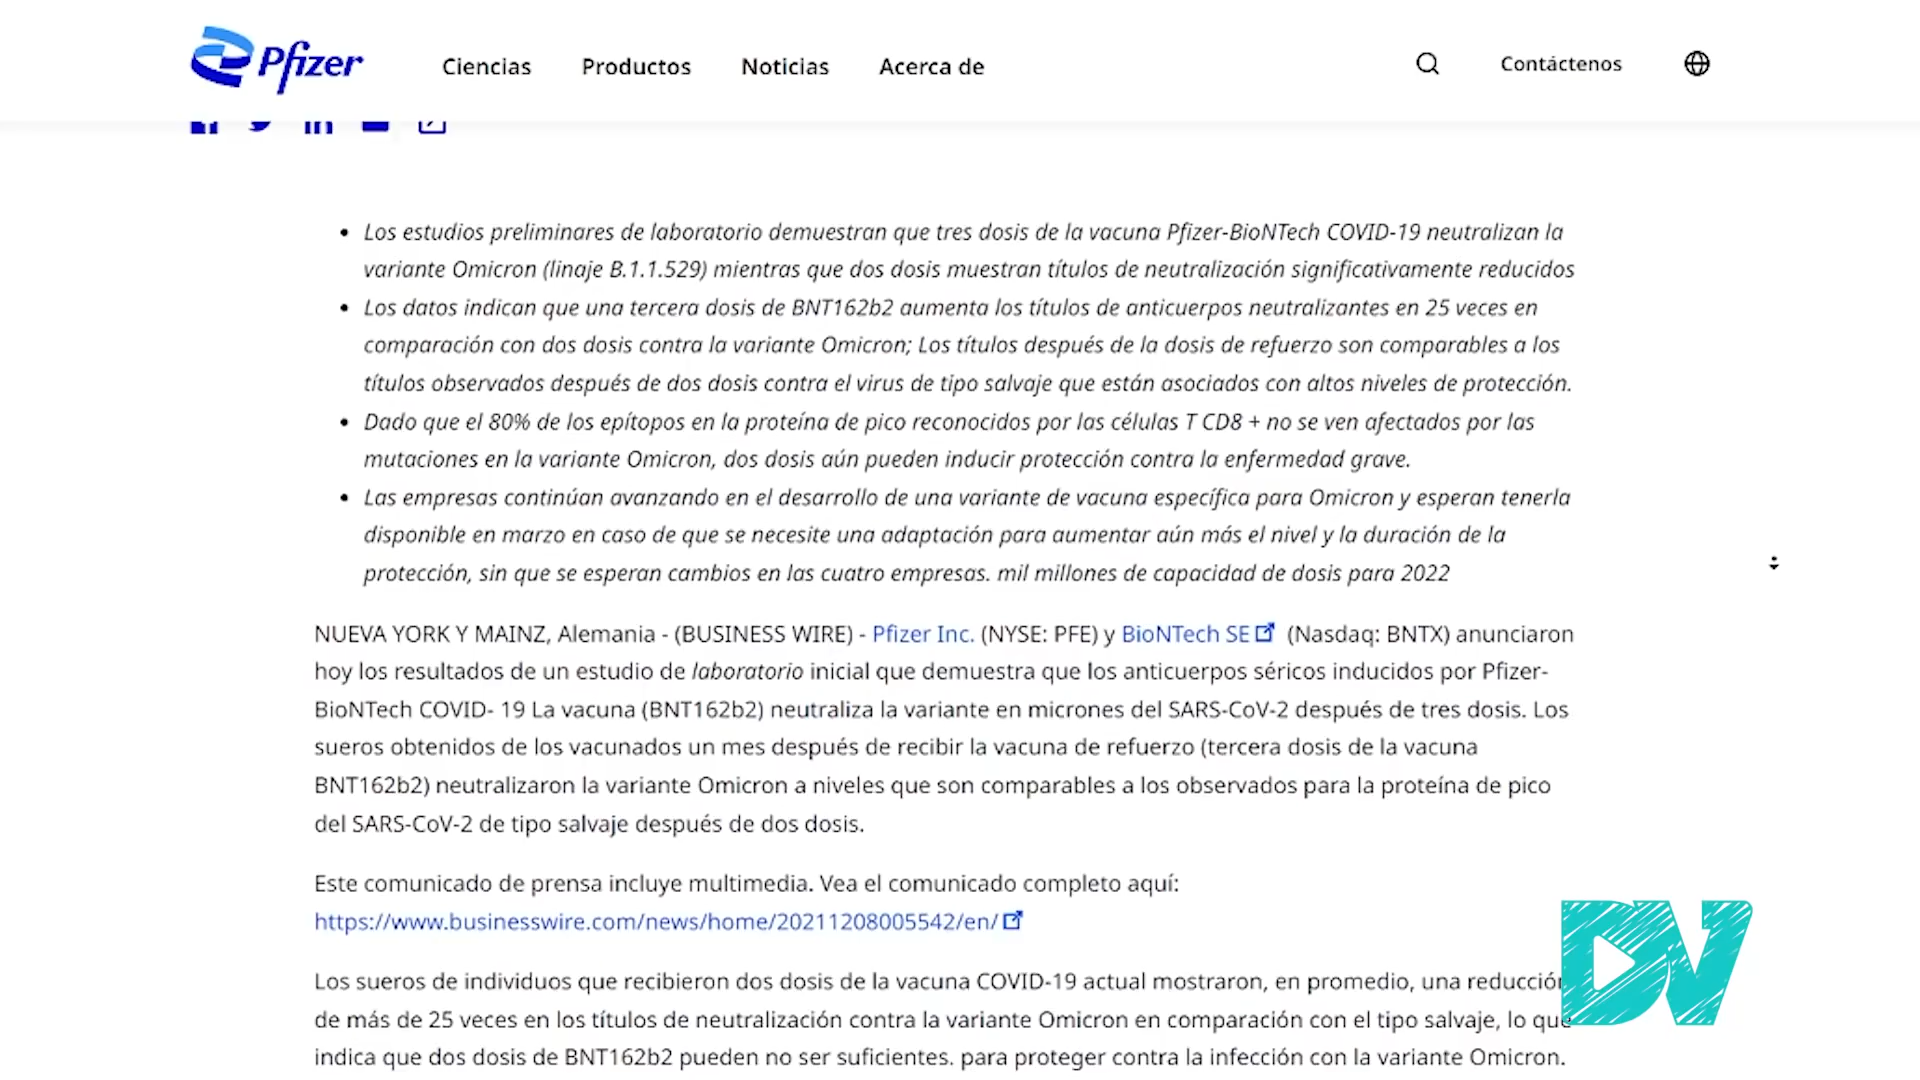 Pfizer
Ciencias
Productos
Noticias
Acerca de
Contáctenos
• Los estudios preliminares de laboratorio demuestran que tres dosis de la vacuna Pfizer-BioNTech COVID-19 neutralizan la
variante Omicron (linaje B.1.1.529) mientras que dos dosis muestran títulos de neutralización significativamente reducidos
• Los datos indican que una tercera dosis de BNT162b2 aumenta los títulos de anticuerpos neutralizantes en 25 veces en
comparación con dos dosis contra la variante Omicron; Los títulos después de la dosis de refuerzo son comparables a los
títulos observados después de dos dosis contra el virus de tipo salvaje que están asociados con altos niveles de protección.
• Dado que el 80% de los epítopos en la proteína de pico reconocidos por las células T CD8 + no se ven afectados por las
mutaciones en la variante Omicron, dos dosis aún pueden inducir protección contra la enfermedad grave.
• Las empresas continúan avanzando en el desarrollo de una variante de vacuna específica para Omicron y esperan tenerla
disponible en marzo en caso de que se necesite una adaptación para aumentar aún más el nivel y la duración de la
protección, sin que se esperan cambios en las cuatro empresas. mil millones de capacidad de dosis para 2022
NUEVA YORK Y MAINZ, Alemania - (BUSINESS WIRE) - Pfizer Inc. (NYSE: PFE) y BioNTech SE (Nasdaq: BNTX) anunciaron
hoy los resultados de un estudio de laboratorio inicial que demuestra que los anticuerpos séricos inducidos por Pfizer-
BioNTech COVID- 19 La vacuna (BNT162b2) neutraliza la variante en micrones del SARS-CoV-2 después de tres dosis. Los
sueros obtenidos de los vacunados un mes después de recibir la vacuna de refuerzo (tercera dosis de la vacuna
BNT162b2) neutralizaron la variante Omicron a niveles que son comparables a los observados para la proteína de pico
del SARS-CoV-2 de tipo salvaje después de dos dosis.
Este comunicado de prensa incluye multimedia. Vea el comunicado completo aquí:
https://www.businesswire.com/news/home/20211208005542/en/
Los sueros de individuos que recibieron dos dosis de la vacuna COVID-19 actual mostraron, en promedio, una reducción
de más de 25 veces en los títulos de neutralización contra la variante Omicron en comparación con el tipo salvaje, lo que
indica que dos dosis de BNT162b2 pueden no ser suficientes. para proteger contra la infección con la variante Omicron.
DN